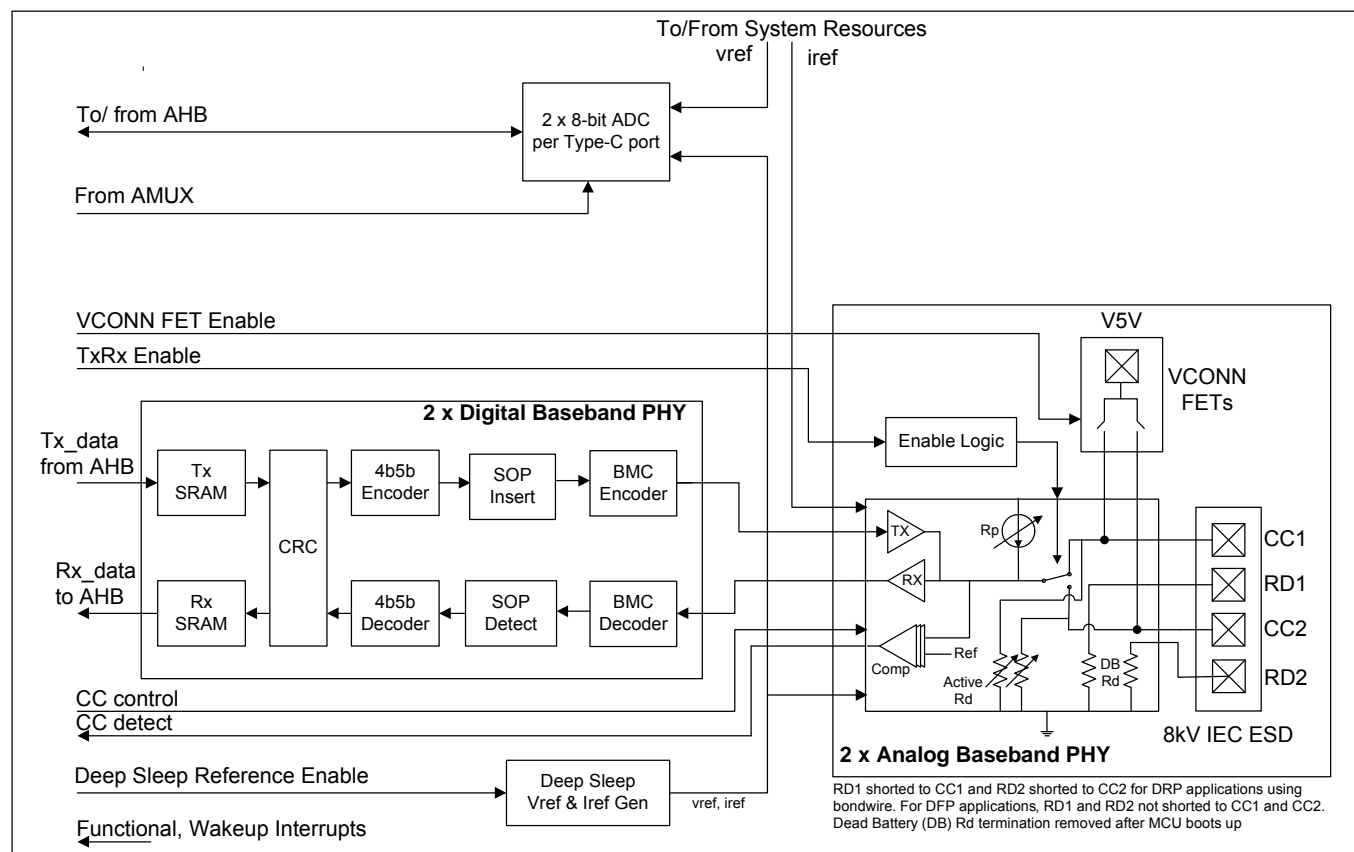 To/From System Resources
vref
iref
To/ from AHB
2 x 8-bit ADC
per Type-C port
From AMUX
VCONN FET Enable
TxRx Enable
V5V
VCONN
FETs
2 x Digital Baseband PHY
Enable Logic
Tx_data
from AHB
Tx
SRAM
CRC
4b5b
Encoder
SOP
Insert
BMC
Encoder
TX
Rp
CC1
Rx_data
to AHB
Rx
SRAM
4b5b
Decoder
SOP
Detect
BMC
Decoder
RX
RD1
CC2
Comp
Ref
Active
Rd
DB
Rd
RD2
CC control
CC detect
8kV IEC ESD
2 x Analog Baseband PHY
Deep Sleep Reference Enable
Deep Sleep
Vref & Iref Gen
vref, iref
Functional, Wakeup Interrupts
RD1 shorted to CC1 and RD2 shorted to CC2 for DRP applications using
bondwire. For DFP applications, RD1 and RD2 not shorted to CC1 and CC2.
Dead Battery (DB) Rd termination removed after MCU boots up